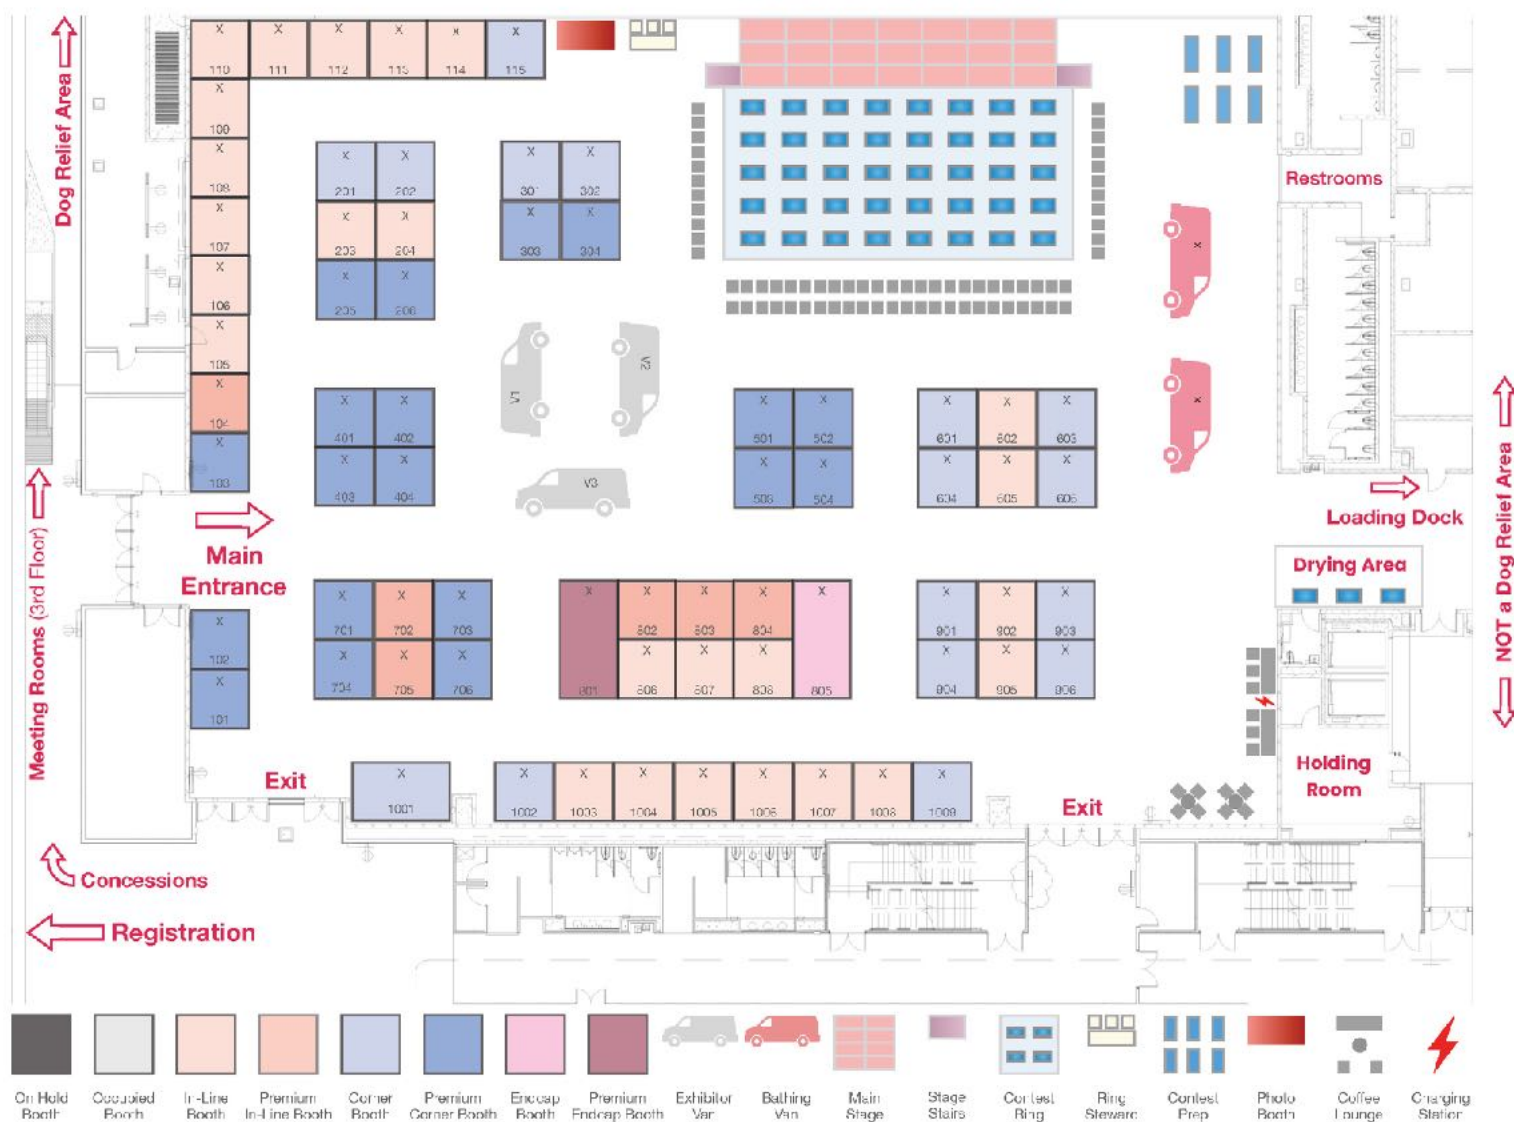 Dog Relief Area
X X X X X X
110 111 112 113 114 115
X
109
X
108
X
107
X
106
X
105
X
104
X
103
X X
201 202
X X
203 204
X X
205 206
X X
301 302
X X
303 304
Restrooms
X
X
V1
V2
V3
X X
401 402
X X
403 404
X X
501 502
X X
503 504
X X X
601 602 603
X X X
604 605 606
Loading Dock
NOT a Dog Relief Area
Meeting Rooms (3rd Floor)
Main
Entrance
Drying Area
X
102
X
101
X X X
701 702 703
X X X
704 705 706
X X X X X
802 803 804
801 806 807 808 805
X X X
901 902 903
X X X
904 905 906
Holding
Room
Exit
X
1001
X X X X X X X X
1002 1003 1004 1005 1006 1007 1008 1009
Exit
Concessions
Registration
On Hold Booth
Occupied Booth
In-Line Booth
Premium In-Line Booth
Corner Booth
Premium Corner Booth
Endcap Booth
Premium Endcap Booth
Exhibitor Van
Bathing Van
Main Stage
Stage Stairs
Contest Ring
Ring Steward
Contest Prep
Photo Booth
Coffee Lounge
Charging Station